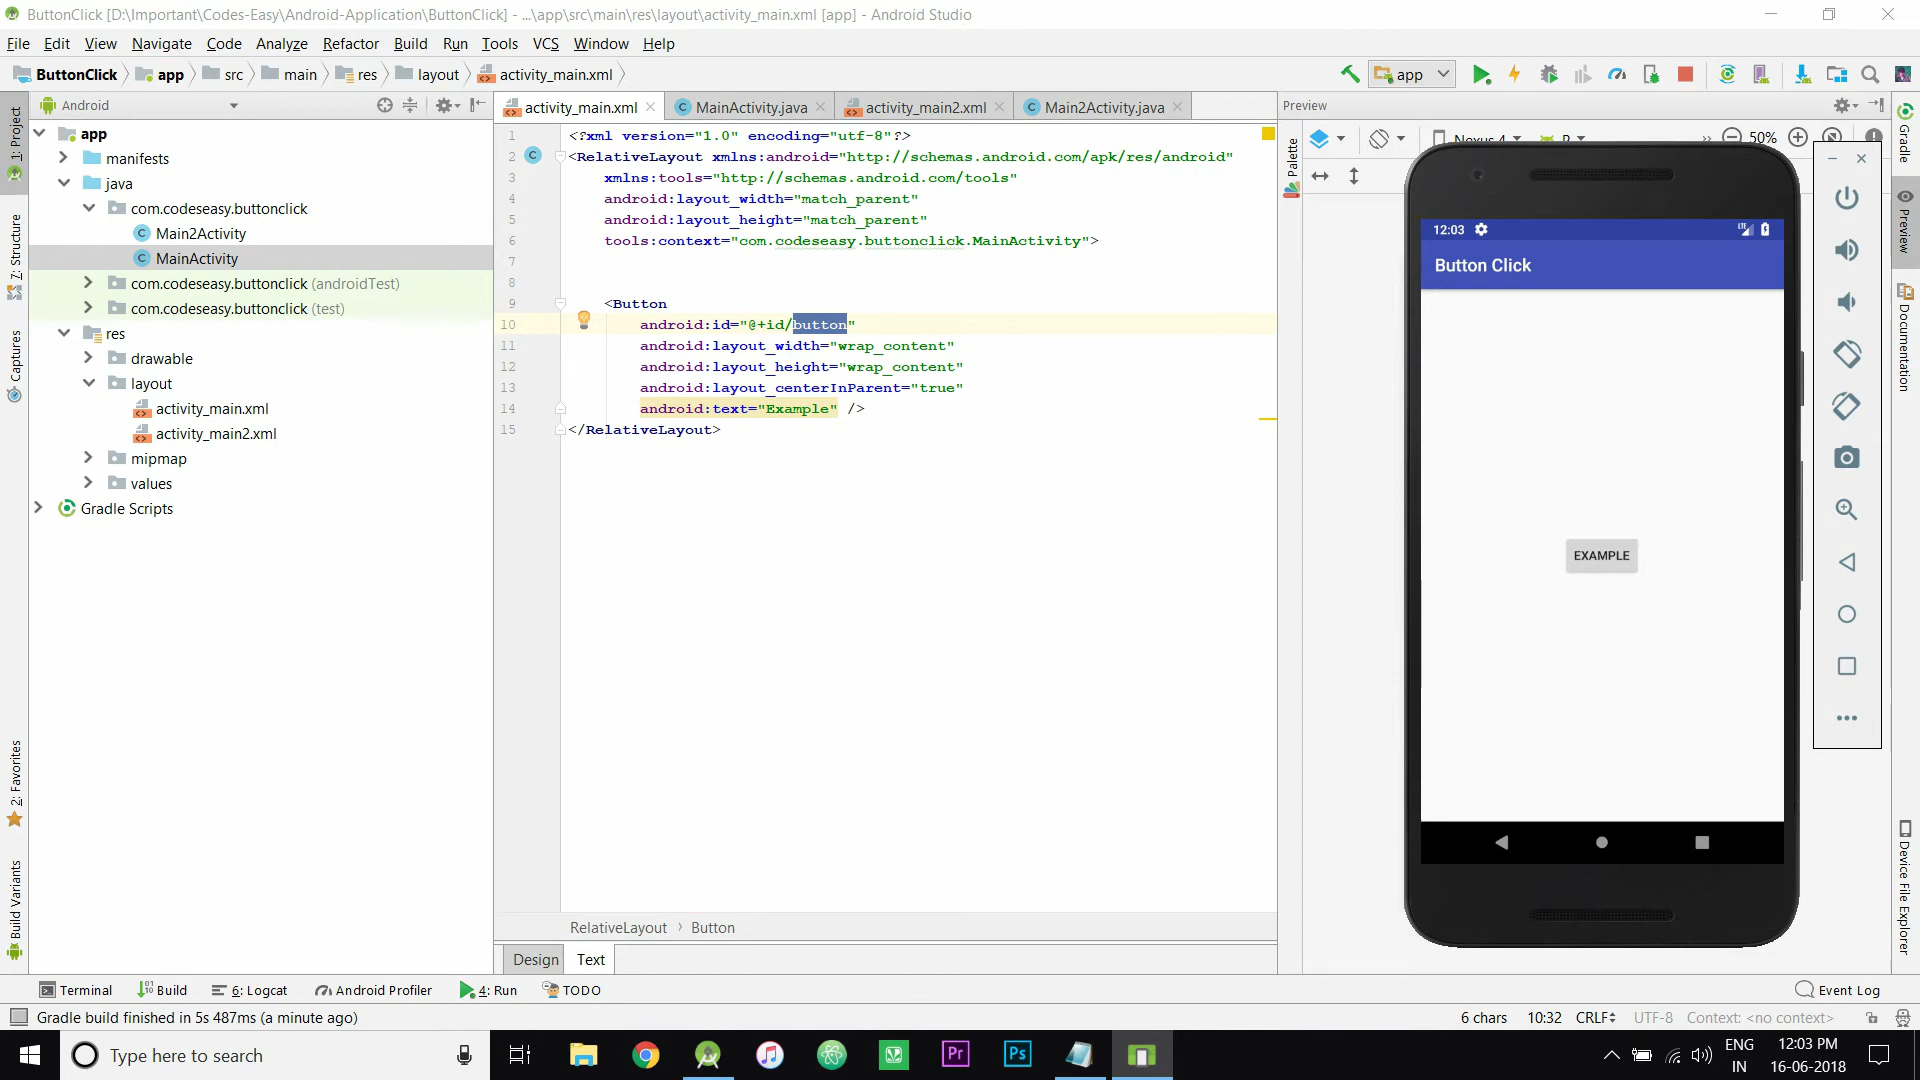 ButtonClick [D:\Important\Codes-Easy\Android-Application\ButtonClick] - ...\app\src\main\res\layout\activity_main.xml [app] - Android Studio
File Edit View Navigate Code Analyze Refactor Build Run Tools VCS Window Help
ButtonClick app src main res layout activity_main.xml
app
Android
activity_main.xml MainActivity.java activity_main2.xml Main2Activity.java
Preview
1: Project
7: Structure
Captures
2: Favorites
Build Variants
app
manifests
java
com.codeseasy.buttonclick
Main2Activity
MainActivity
com.codeseasy.buttonclick (androidTest)
com.codeseasy.buttonclick (test)
res
drawable
layout
activity_main.xml
activity_main2.xml
mipmap
values
Gradle Scripts
1 <?xml version="1.0" encoding="utf-8"?>
2 <RelativeLayout xmlns:android="http://schemas.android.com/apk/res/android"
3 xmlns:tools="http://schemas.android.com/tools"
4 android:layout_width="match_parent"
5 android:layout_height="match_parent"
6 tools:context="com.codeseasy.buttonclick.MainActivity">
7
8
9 <Button
10 android:id="@+id/button"
11 android:layout_width="wrap_content"
12 android:layout_height="wrap_content"
13 android:layout_centerInParent="true"
14 android:text="Example" />
15 </RelativeLayout>
RelativeLayout › Button
Design Text
Palette
Nexus 4
50%
12:03
LTE
Button Click
EXAMPLE
Gradle
Preview
Documentation
Device File Explorer
Terminal Build 6: Logcat Android Profiler 4: Run TODO Event Log
Gradle build finished in 5s 487ms (a minute ago)
6 chars 10:32 CRLF UTF-8 Context: <no context>
Type here to search
Pr
Ps
ENG
IN
12:03 PM
16-06-2018